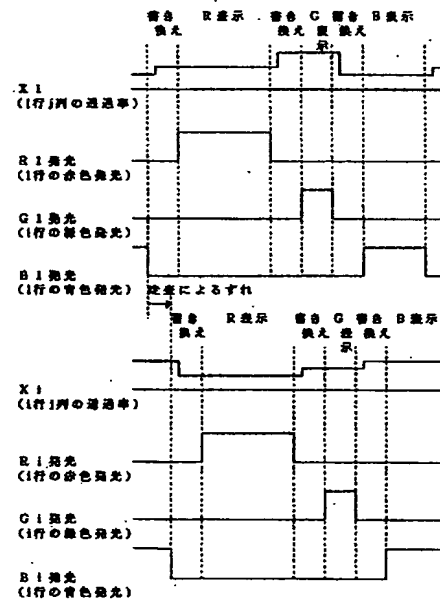 書き換え R表示 書き換え G表示 書き換え B表示
X1
(1行j列の透過率)
R1発光
(1行の赤色発光)
G1発光
(1行の緑色発光)
B1発光
(1行の青色発光)
走査によるずれ
書き換え R表示 書き換え G表示 書き換え B表示
Xi
(i行j列の透過率)
Ri発光
(i行の赤色発光)
Gi発光
(i行の緑色発光)
Bi発光
(i行の青色発光)